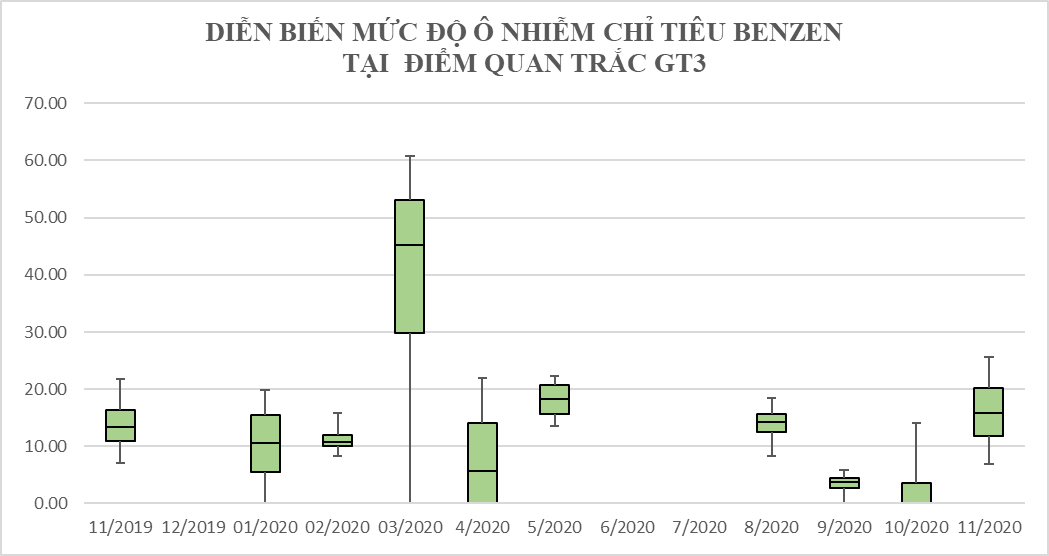 DIỄN BIẾN MỨC ĐỘ Ô NHIỄM CHỈ TIÊU BENZEN
TẠI ĐIỂM QUAN TRẮC GT3
70.00
60.00
50.00
40.00
30.00
20.00
10.00
0.00
11/2019 12/2019 01/2020 02/2020 03/2020 4/2020 5/2020 6/2020 7/2020 8/2020 9/2020 10/2020 11/2020